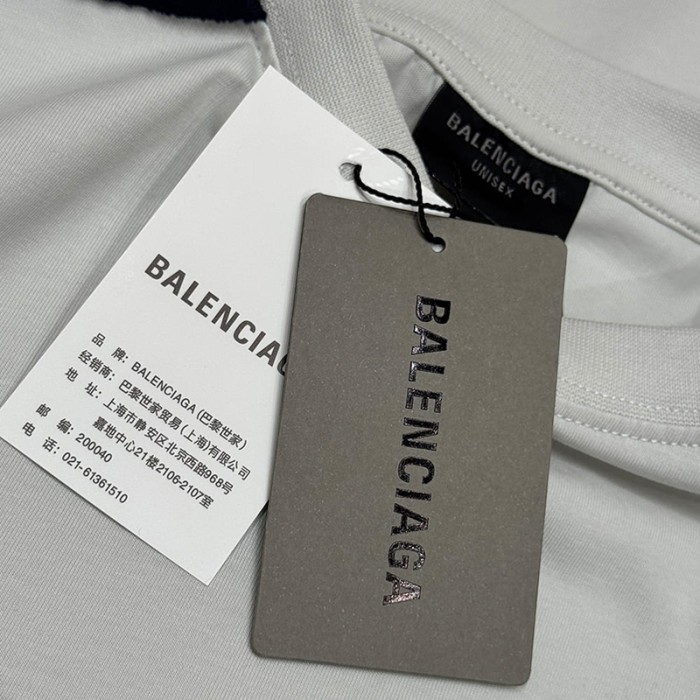 BALENCIAGA
UNISEX
BALENCIAG
品 牌: BALENCIAGA (巴黎世家)
经销商: 巴黎世家贸易 (上海)有限公司
地 址: 上海市静安区北京西路968号
嘉地中心21楼2106-2107室
邮 编: 200040
电 话: 021-61361510
BALENCIAGA